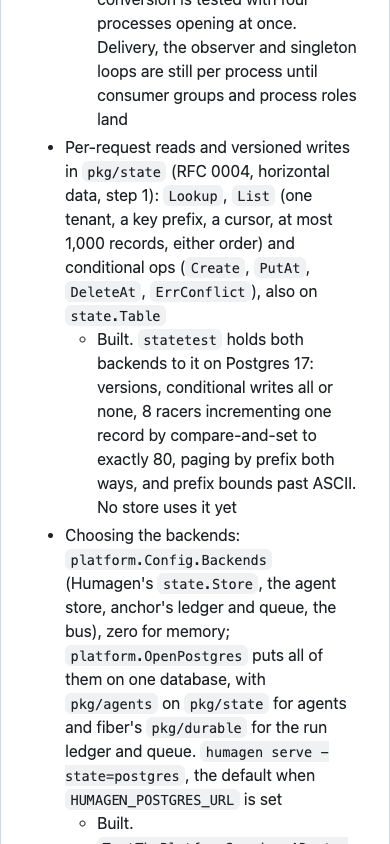 conversion is tested with four
processes opening at once.
Delivery, the observer and singleton
loops are still per process until
consumer groups and process roles
land
• Per-request reads and versioned writes
in pkg/state (RFC 0004, horizontal
data, step 1): Lookup, List (one
tenant, a key prefix, a cursor, at most
1,000 records, either order) and
conditional ops ( Create, PutAt,
DeleteAt, ErrConflict), also on
state.Table
◦ Built. statetest holds both
backends to it on Postgres 17:
versions, conditional writes all or
none, 8 racers incrementing one
record by compare-and-set to
exactly 80, paging by prefix both
ways, and prefix bounds past ASCII.
No store uses it yet
• Choosing the backends:
platform.Config.Backends
(Humagen's state.Store, the agent
store, anchor's ledger and queue, the
bus), zero for memory;
platform.OpenPostgres puts all of
them on one database, with
pkg/agents on pkg/state for agents
and fiber's pkg/durable for the run
ledger and queue. humagen serve -
state=postgres, the default when
HUMAGEN_POSTGRES_URL is set
◦ Built.